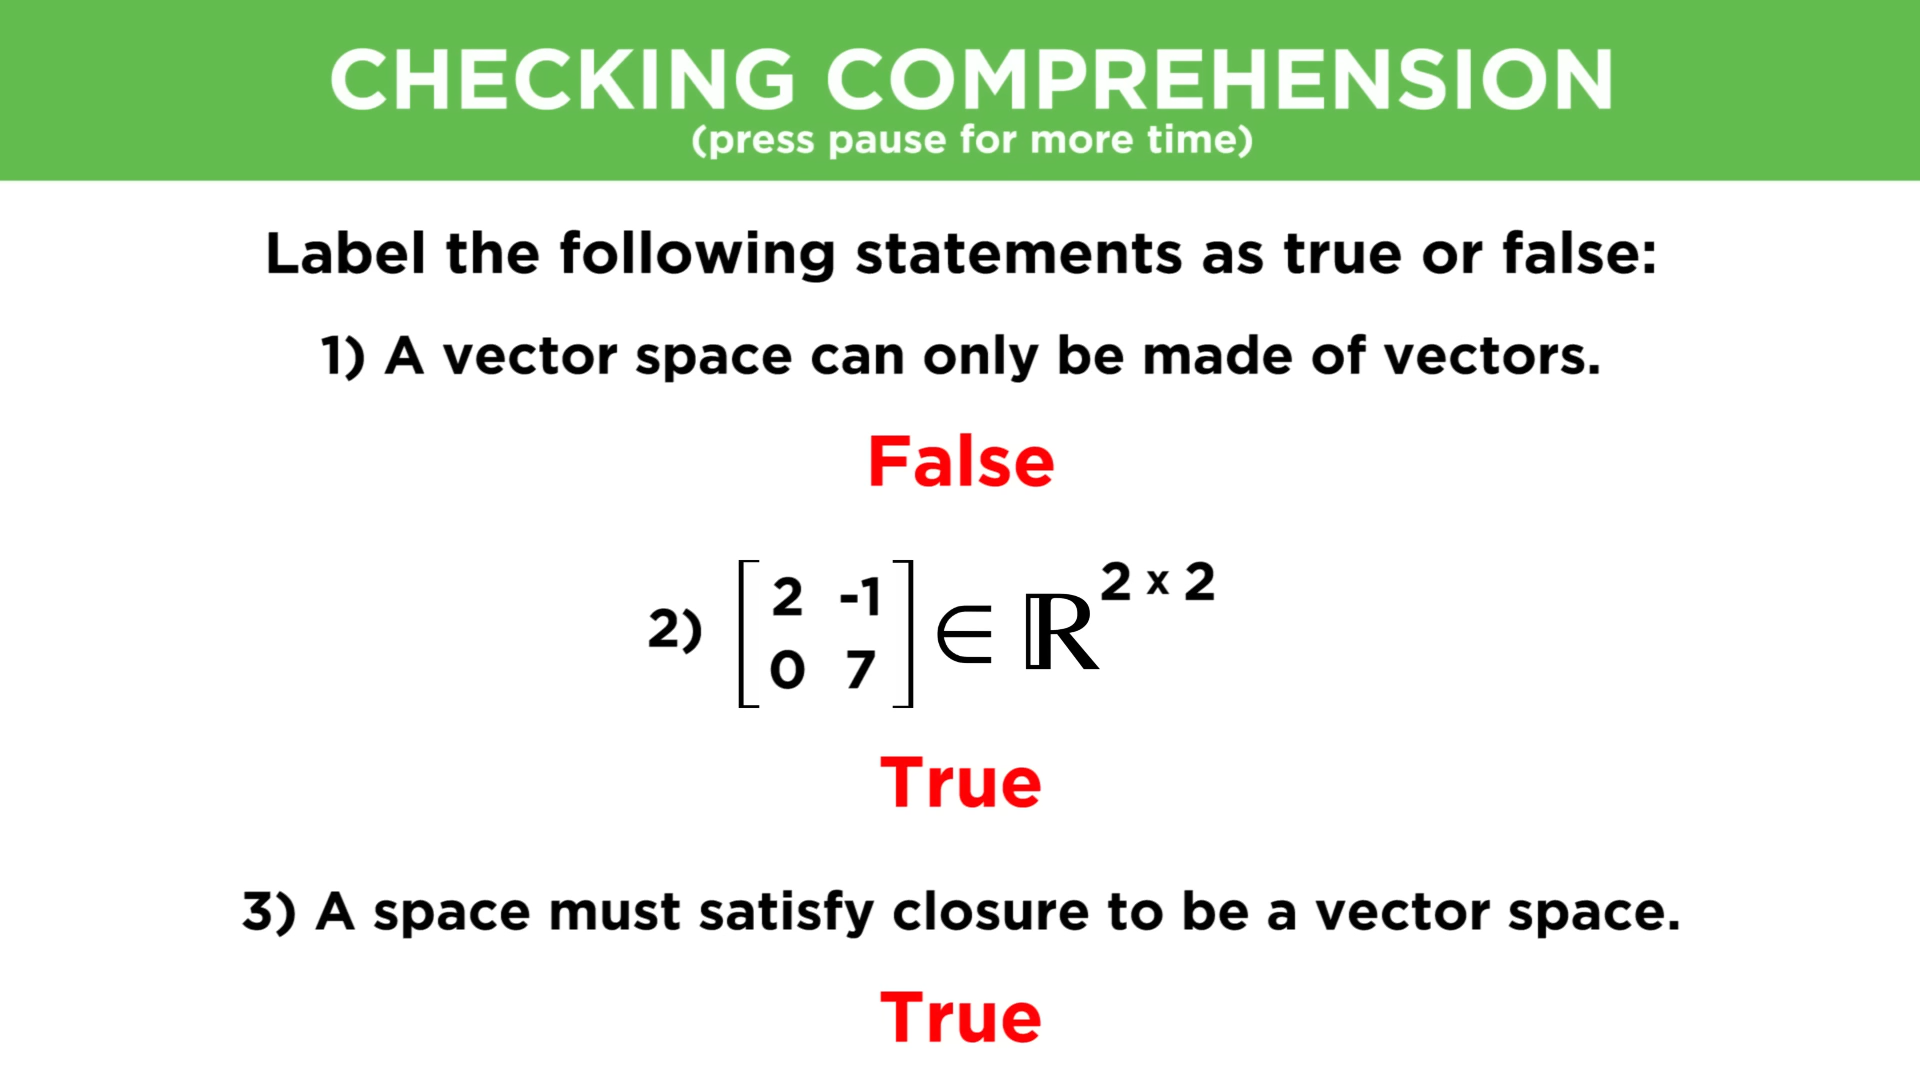 CHECKING COMPREHENSION
(press pause for more time)
Label the following statements as true or false:
1) A vector space can only be made of vectors.
False
2) [2 -1
0 7] ∈ ℝ^2 x 2
True
3) A space must satisfy closure to be a vector space.
True